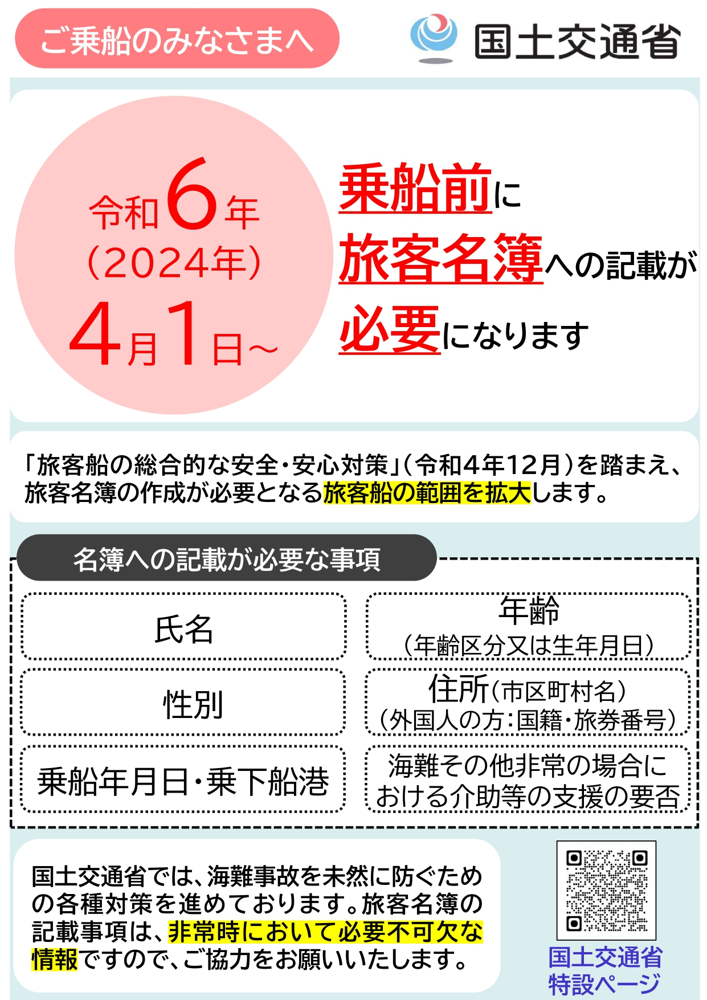 ご乗船のみなさまへ
国土交通省
令和6年
（2024年）
4月1日～
乗船前に
旅客名簿への記載が
必要になります
「旅客船の総合的な安全・安心対策」（令和4年12月）を踏まえ、
旅客名簿の作成が必要となる旅客船の範囲を拡大します。
名簿への記載が必要な事項
氏名
年齢
（年齢区分又は生年月日）
性別
住所（市区町村名）
（外国人の方：国籍・旅券番号）
乗船年月日・乗下船港
海難その他非常の場合に
おける介助等の支援の要否
国土交通省では、海難事故を未然に防ぐため
の各種対策を進めております。旅客名簿の
記載事項は、非常時において必要不可欠な
情報ですので、ご協力をお願いいたします。
国土交通省
特設ページ